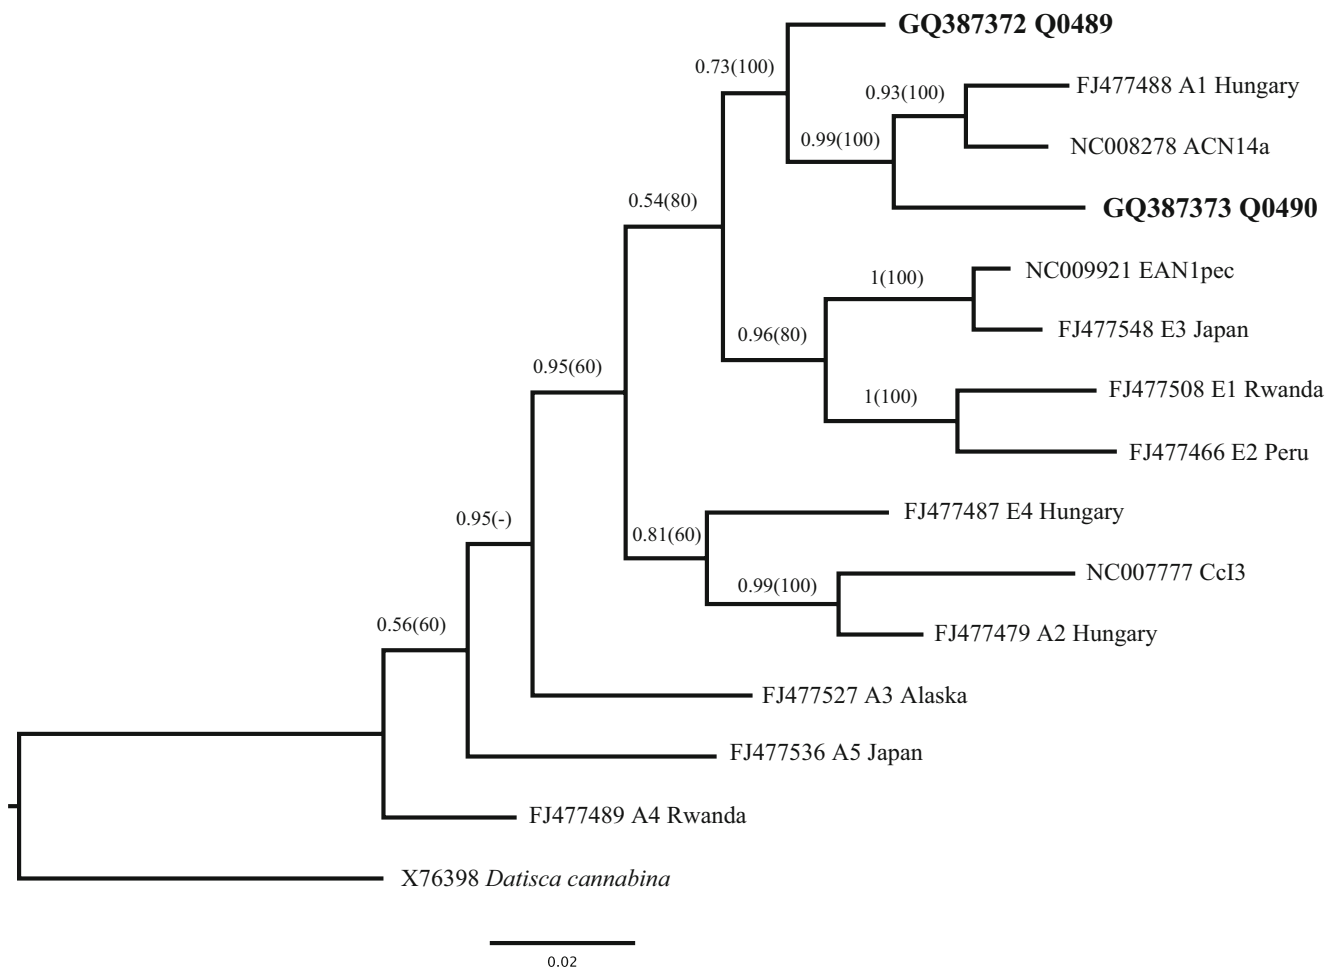 GQ387372 Q0489
0.73(100)
FJ477488 A1 Hungary
0.93(100)
0.99(100)
NC008278 ACN14a
0.54(80)
GQ387373 Q0490
NC009921 EAN1pec
1(100)
0.96(80)
FJ477548 E3 Japan
0.95(60)
FJ477508 E1 Rwanda
1(100)
FJ477466 E2 Peru
FJ477487 E4 Hungary
0.95(-)
0.81(60)
NC007777 CcI3
0.99(100)
0.56(60)
FJ477479 A2 Hungary
FJ477527 A3 Alaska
FJ477536 A5 Japan
FJ477489 A4 Rwanda
X76398 Datisca cannabina
0.02